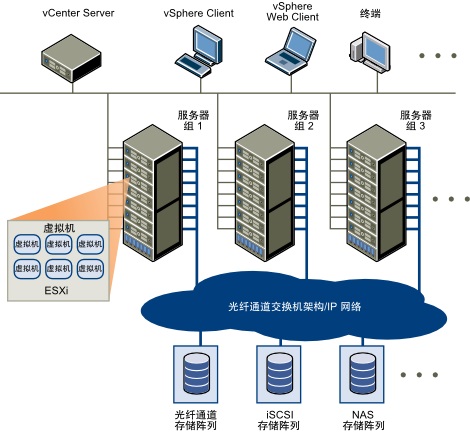 vCenter Server
vSphere Client
vSphere
Web Client
终端
服务器
组 1
服务器
组 2
服务器
组 3
虚拟机
虚拟机 虚拟机 虚拟机
虚拟机 虚拟机 虚拟机
ESXi
光纤通道交换机架构/IP 网络
光纤通道
存储阵列
iSCSI
存储阵列
NAS
存储阵列